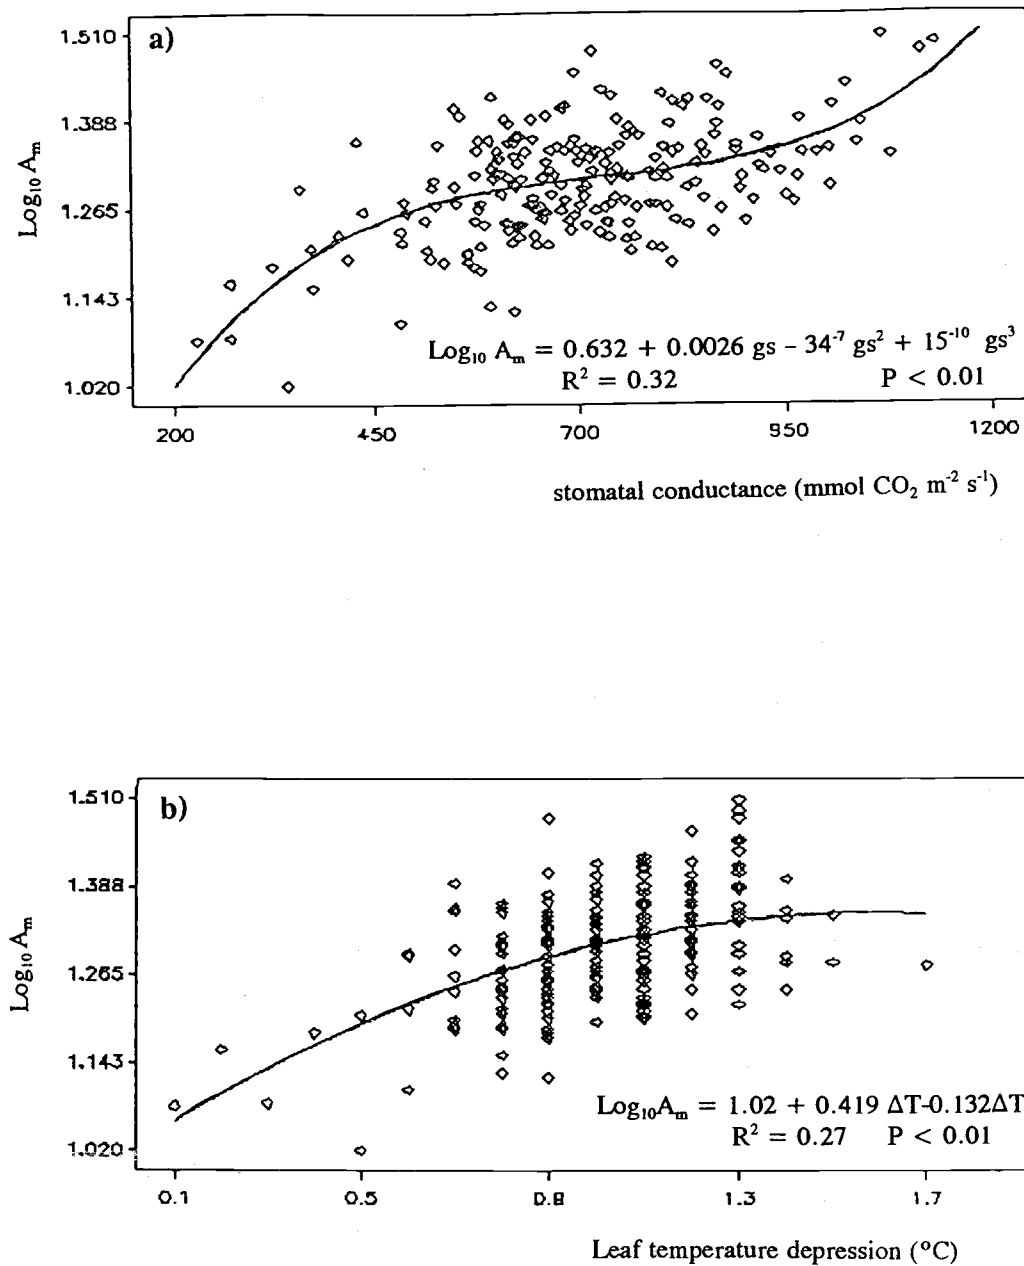 a)
1.510
1.388
1.265
1.143
1.020
Log₁₀ Aₘ
Log₁₀ Aₘ = 0.632 + 0.0026 gs – 34⁻⁷ gs² + 15⁻¹⁰ gs³
R² = 0.32 P < 0.01
200 450 700 950 1200
stomatal conductance (mmol CO₂ m⁻² s⁻¹)
b)
1.510
1.388
1.265
1.143
1.020
Log₁₀ Aₘ
Log₁₀Aₘ = 1.02 + 0.419 ΔT-0.132ΔT
R² = 0.27 P < 0.01
0.1 0.5 0.8 1.3 1.7
Leaf temperature depression (°C)